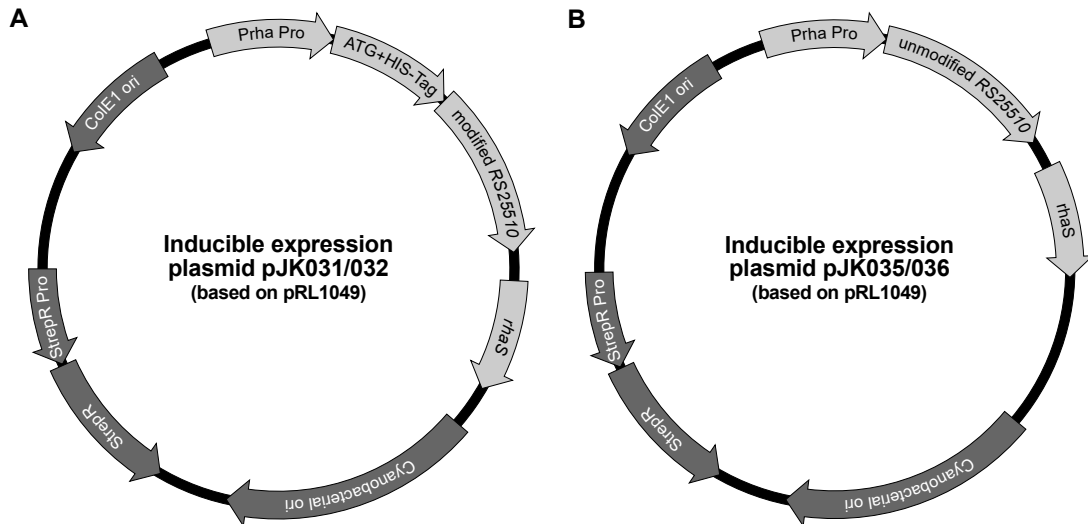 A
Prha Pro
ATG+HIS-Tag
modified RS25510
rhaS
Cyanobacterial ori
StrepR
StrepR Pro
ColE1 ori
Inducible expression
plasmid pJK031/032
(based on pRL1049)
B
Prha Pro
unmodified RS25510
rhaS
Cyanobacterial ori
StrepR
StrepR Pro
ColE1 ori
Inducible expression
plasmid pJK035/036
(based on pRL1049)